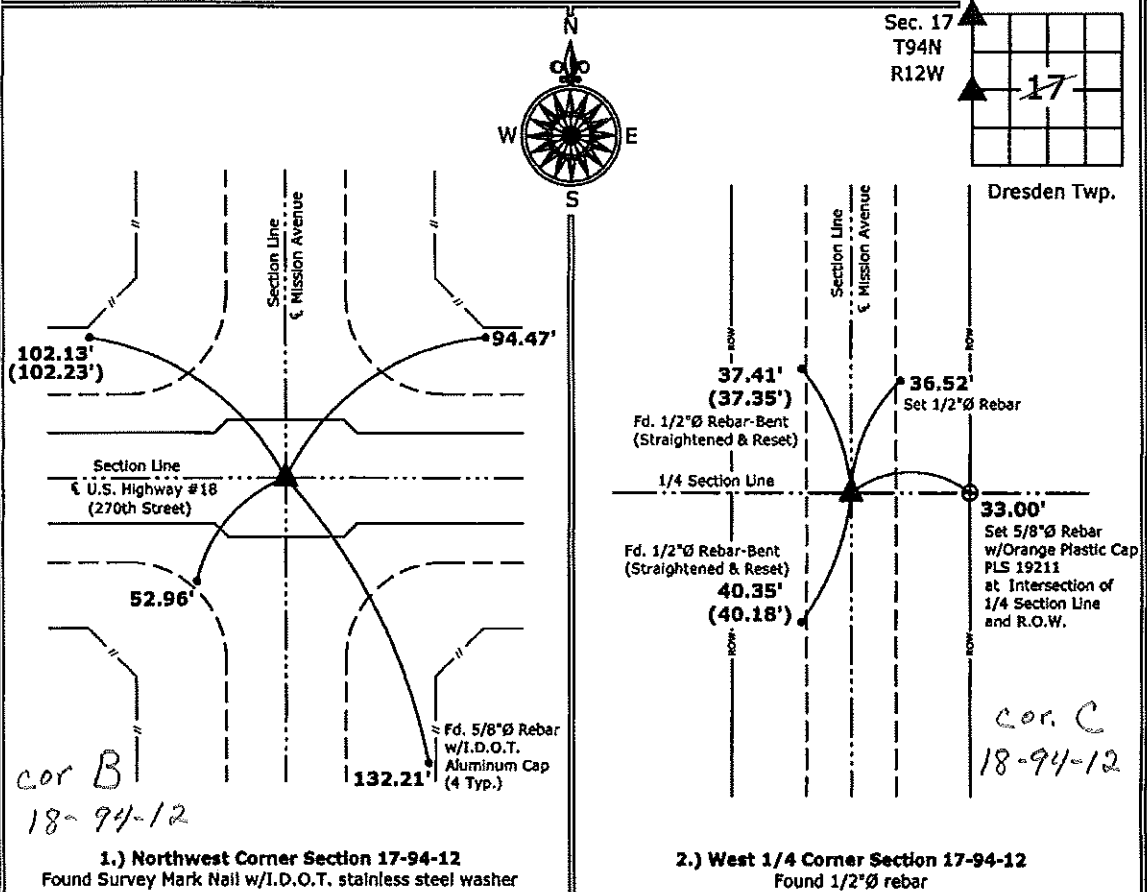 N
W
E
S
Sec. 17
T94N
R12W
17
Dresden Twp.
Section Line
℄ Mission Avenue
102.13'
(102.23')
94.47'
Section Line
℄ U.S. Highway #18
(270th Street)
52.96'
132.21'
Fd. 5/8"Ø Rebar
w/I.D.O.T.
Aluminum Cap
(4 Typ.)
cor B
18-94-12
1.) Northwest Corner Section 17-94-12
Found Survey Mark Nail w/I.D.O.T. stainless steel washer
Section Line
℄ Mission Avenue
ROW
ROW
37.41'
(37.35')
Fd. 1/2"Ø Rebar-Bent
(Straightened & Reset)
36.52'
Set 1/2"Ø Rebar
1/4 Section Line
33.00'
Set 5/8"Ø Rebar
w/Orange Plastic Cap
PLS 19211
at Intersection of
1/4 Section Line
and R.O.W.
Fd. 1/2"Ø Rebar-Bent
(Straightened & Reset)
40.35'
(40.18')
ROW
ROW
cor. C
18-94-12
2.) West 1/4 Corner Section 17-94-12
Found 1/2"Ø rebar